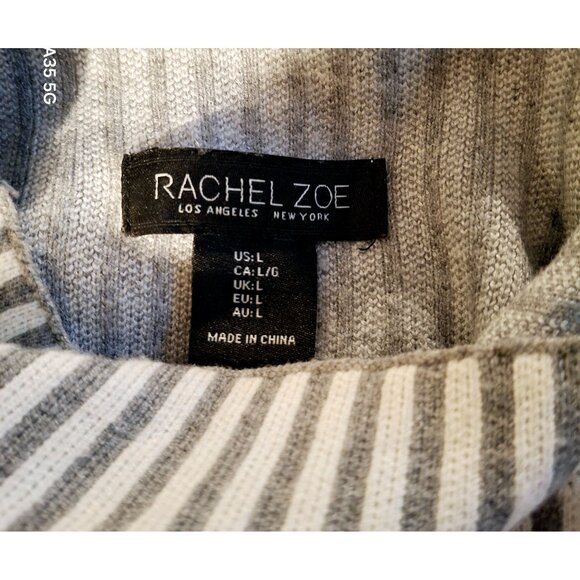 A35 5G
RACHEL ZOE
LOS ANGELES NEW YORK
US: L
CA: L/G
UK: L
EU: L
AU: L
MADE IN CHINA